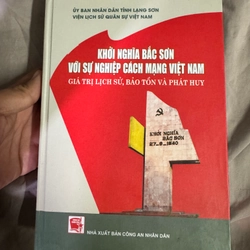 ỦY BAN NHÂN DÂN TỈNH LẠNG SƠN
VIỆN LỊCH SỬ QUÂN SỰ VIỆT NAM
KHỞI NGHĨA BẮC SƠN
VỚI SỰ NGHIỆP CÁCH MẠNG VIỆT NAM
GIÁ TRỊ LỊCH SỬ, BẢO TỒN VÀ PHÁT HUY
KHỞI NGHĨA
BẮC SƠN
27-9-1940
NHÀ XUẤT BẢN CÔNG AN NHÂN DÂN